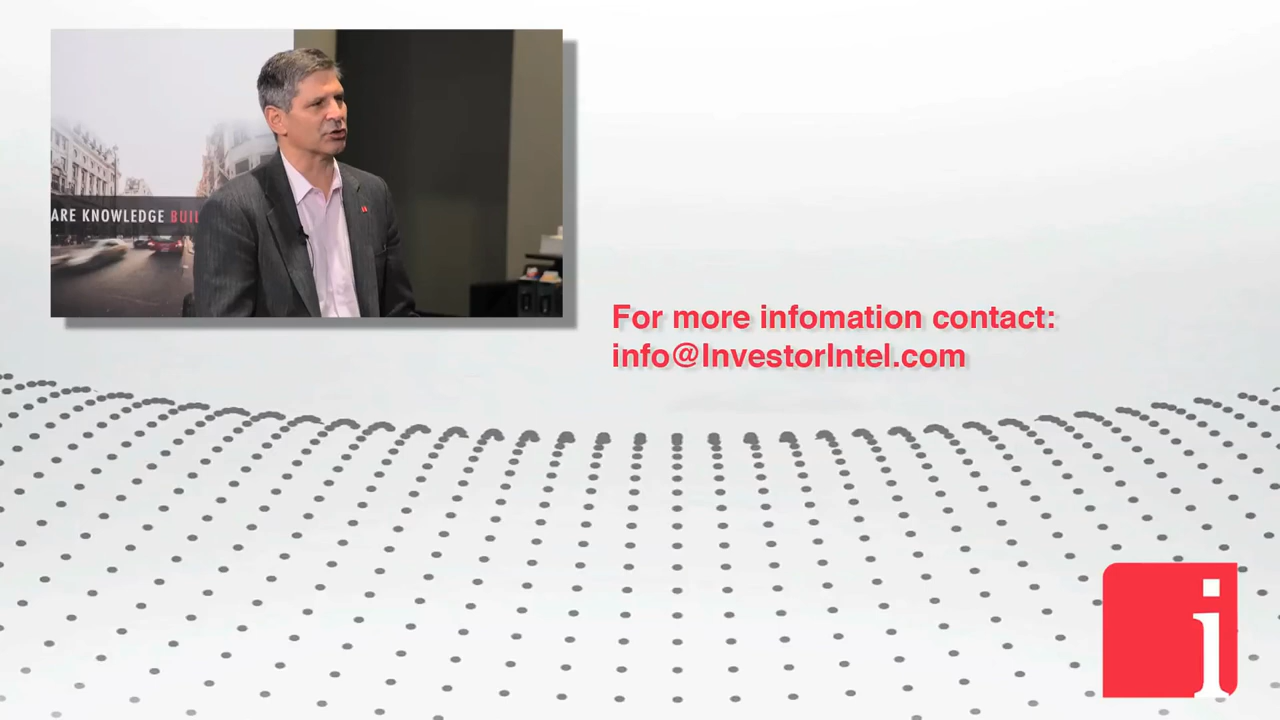 ARE KNOWLEDGE BUIL
For more infomation contact:
info@InvestorIntel.com
i